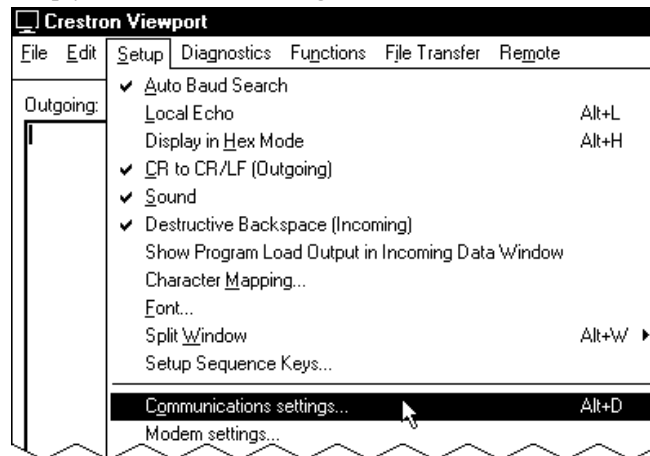 Crestron Viewport
File Edit Setup Diagnostics Functions File Transfer Remote
Outgoing:
Auto Baud Search
Local Echo Alt+L
Display in Hex Mode Alt+H
CR to CR/LF (Outgoing)
Sound
Destructive Backspace (Incoming)
Show Program Load Output in Incoming Data Window
Character Mapping...
Font...
Split Window Alt+W
Setup Sequence Keys...
Communications settings... Alt+D
Modem settings...